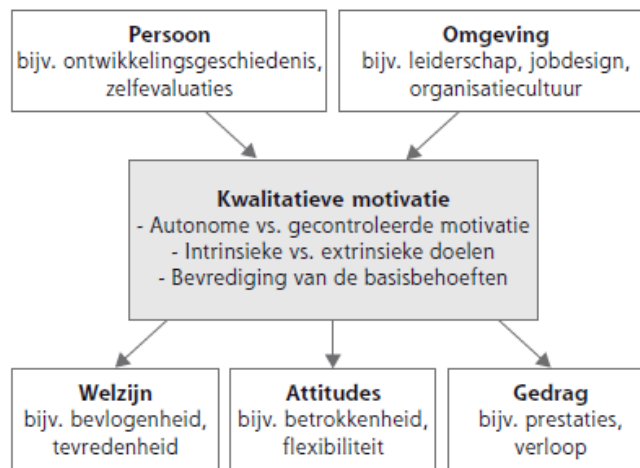 Persoon
bijv. ontwikkelingsgeschiedenis,
zelfevaluaties
Omgeving
bijv. leiderschap, jobdesign,
organisatiecultuur
Kwalitatieve motivatie
- Autonome vs. gecontroleerde motivatie
- Intrinsieke vs. extrinsieke doelen
- Bevrediging van de basisbehoeften
Welzijn
bijv. bevlogenheid,
tevredenheid
Attitudes
bijv. betrokkenheid,
flexibiliteit
Gedrag
bijv. prestaties,
verloop